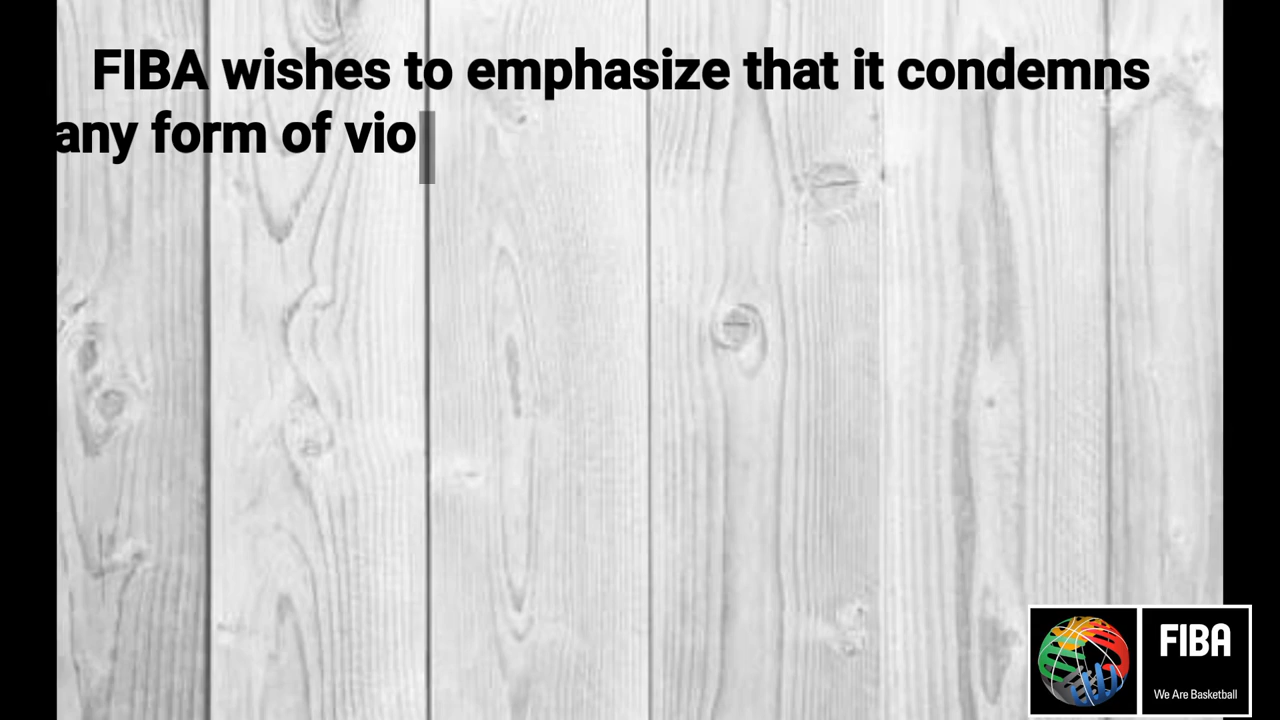 FIBA wishes to emphasize that it condemns
any form of vio
FIBA
We Are Basketball